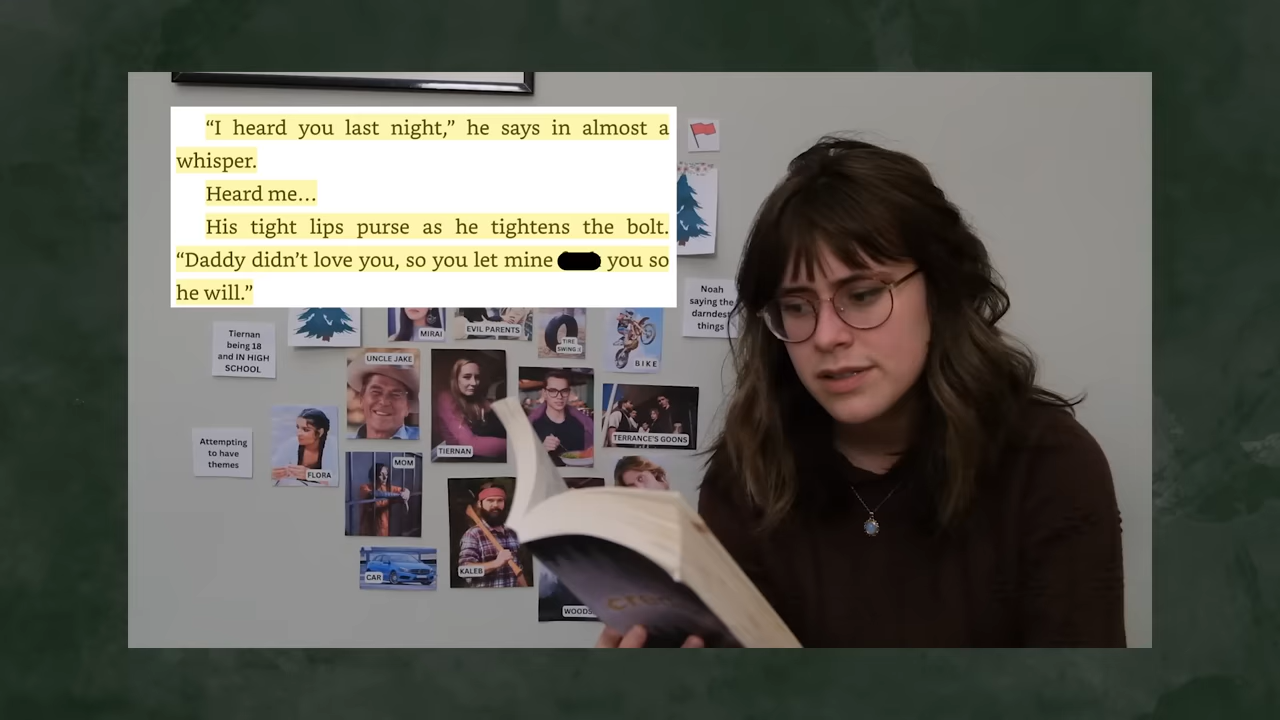 “I heard you last night,” he says in almost a
whisper.
Heard me…
His tight lips purse as he tightens the bolt.
“Daddy didn’t love you, so you let mine you so
he will.”
Noah
saying the
darndest
things
Tiernan
being 18
and IN HIGH
SCHOOL
MIRAI
EVIL PARENTS
TIRE
SWING :(
BIKE
UNCLE JAKE
TIERNAN
TERRANCE'S GOONS
Attempting
to have
themes
FLORA
MOM
KALEB
CAR
WOODS